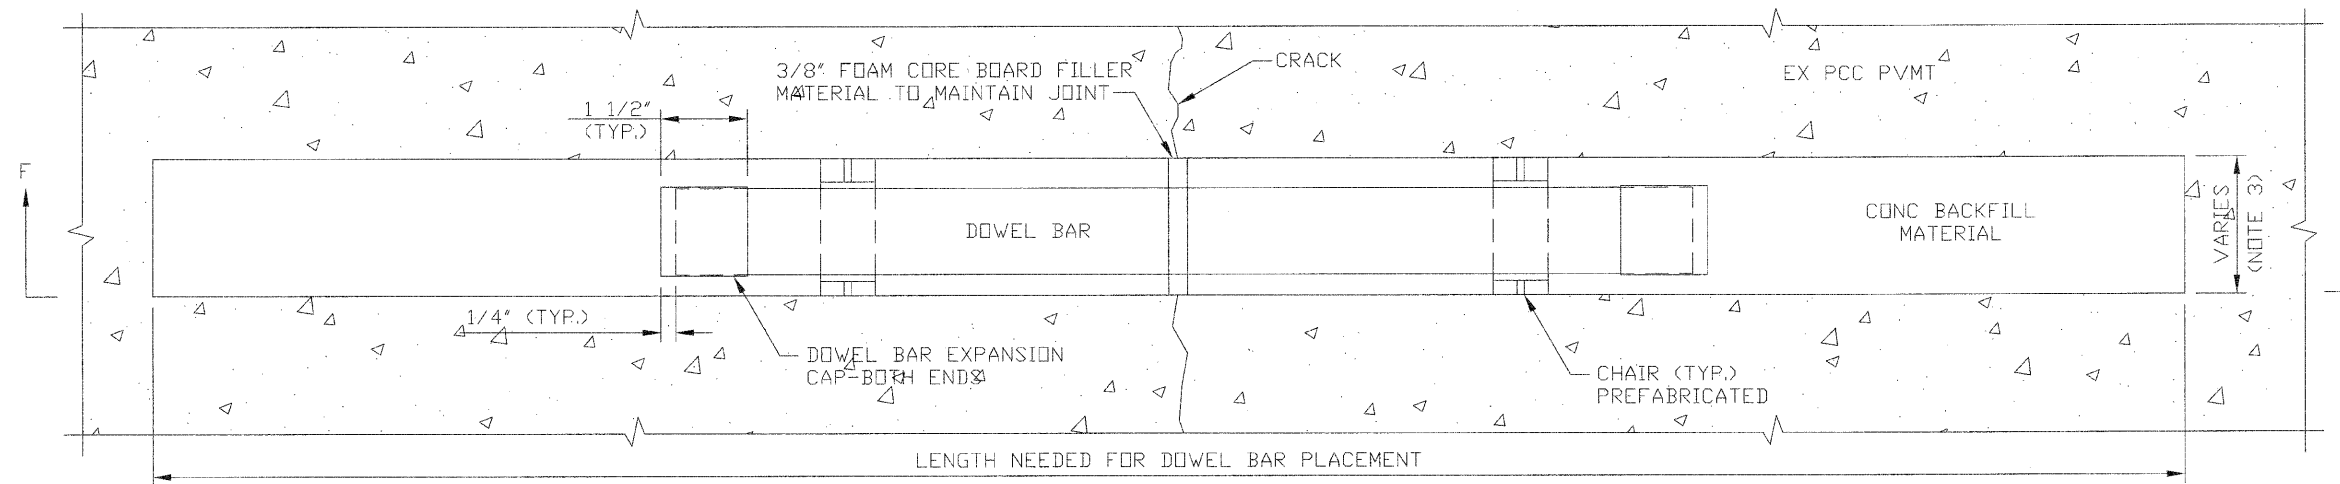 3/8" FOAM CORE BOARD FILLER
MATERIAL TO MAINTAIN JOINT
CRACK
EX PCC PVMT
1 1/2"
(TYP.)
F
DOWEL BAR
CONC BACKFILL
MATERIAL
VARIES
(NOTE 3)
1/4" (TYP.)
DOWEL BAR EXPANSION
CAP-BOTH ENDS
CHAIR (TYP.)
PREFABRICATED
LENGTH NEEDED FOR DOWEL BAR PLACEMENT